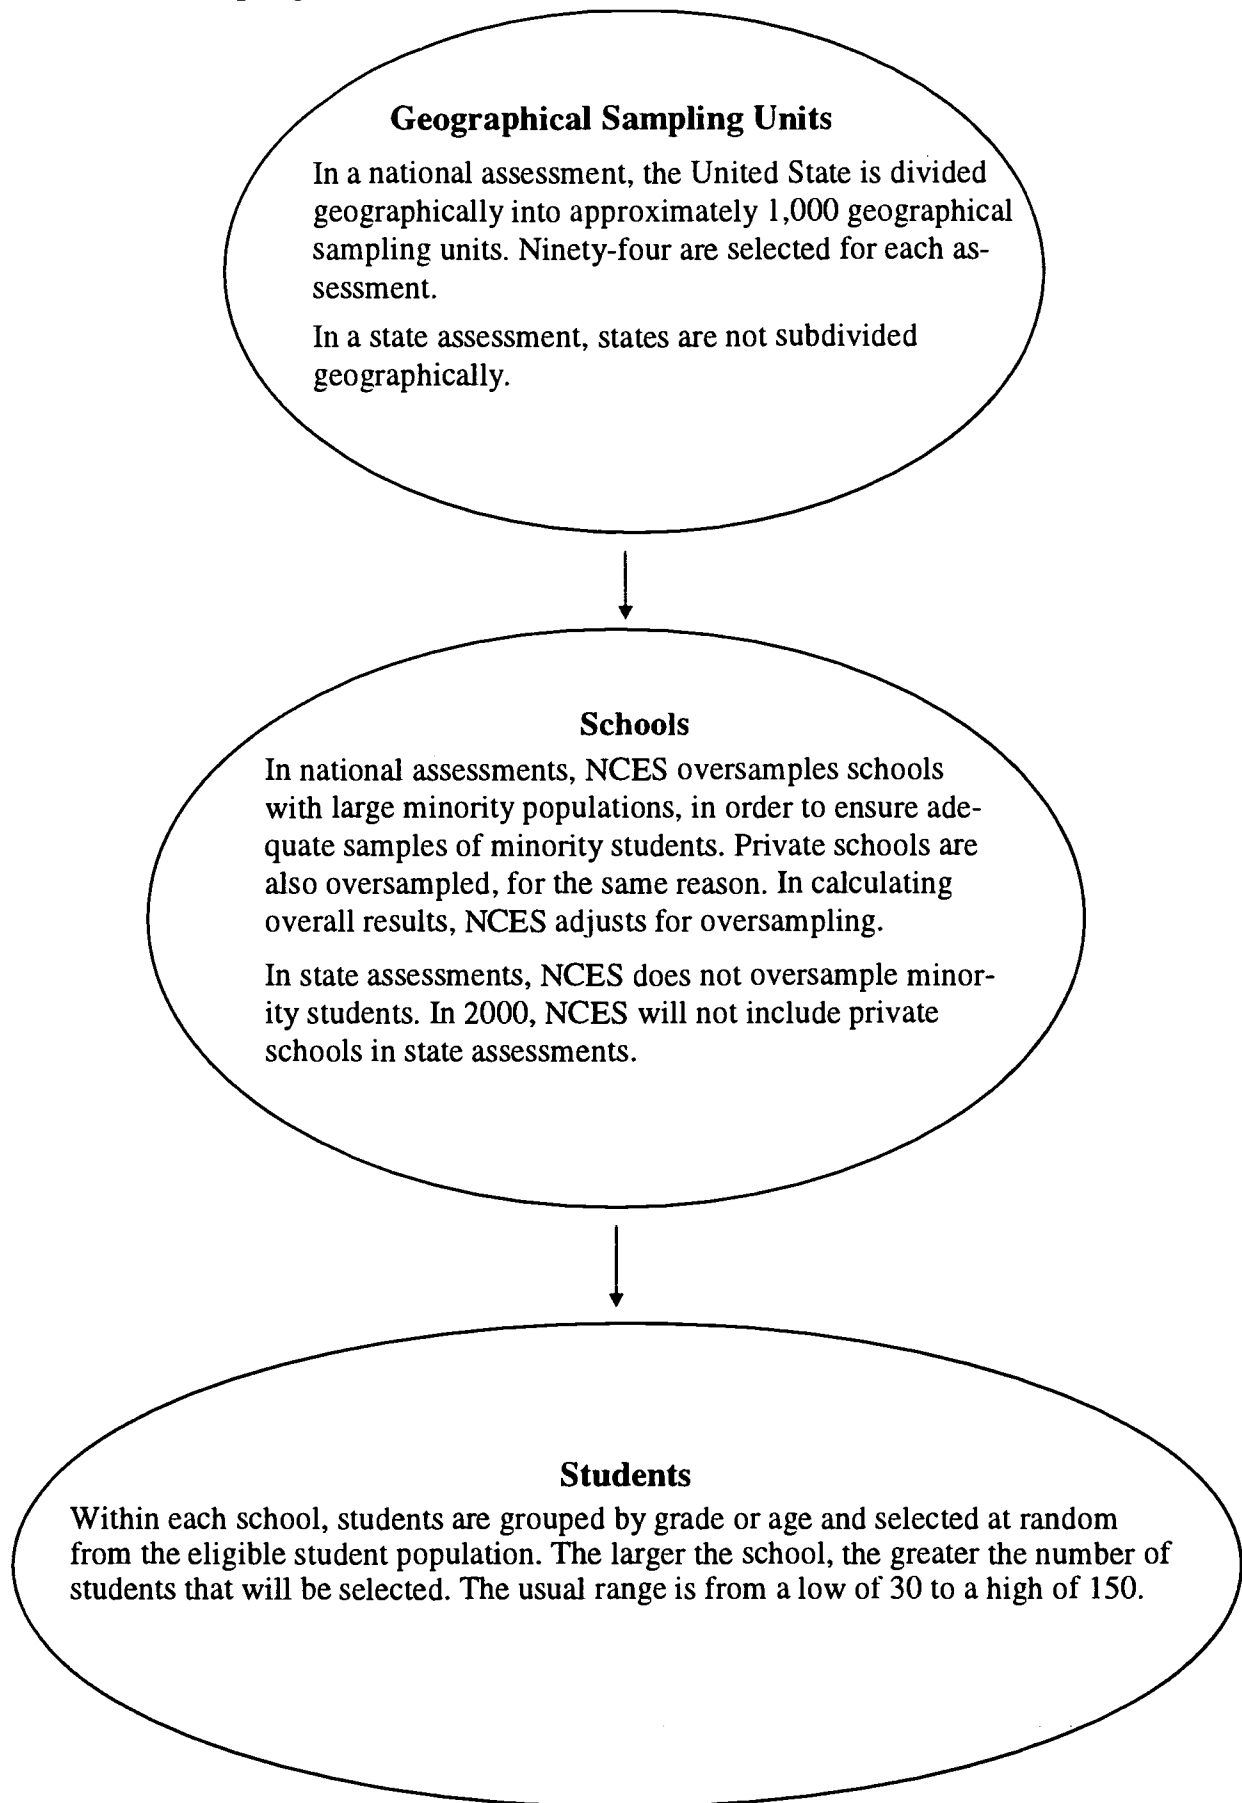 Geographical Sampling Units
In a national assessment, the United State is divided
geographically into approximately 1,000 geographical
sampling units. Ninety-four are selected for each as-
sessment.
In a state assessment, states are not subdivided
geographically.
Schools
In national assessments, NCES oversamples schools
with large minority populations, in order to ensure ade-
quate samples of minority students. Private schools are
also oversampled, for the same reason. In calculating
overall results, NCES adjusts for oversampling.
In state assessments, NCES does not oversample minor-
ity students. In 2000, NCES will not include private
schools in state assessments.
Students
Within each school, students are grouped by grade or age and selected at random
from the eligible student population. The larger the school, the greater the number of
students that will be selected. The usual range is from a low of 30 to a high of 150.